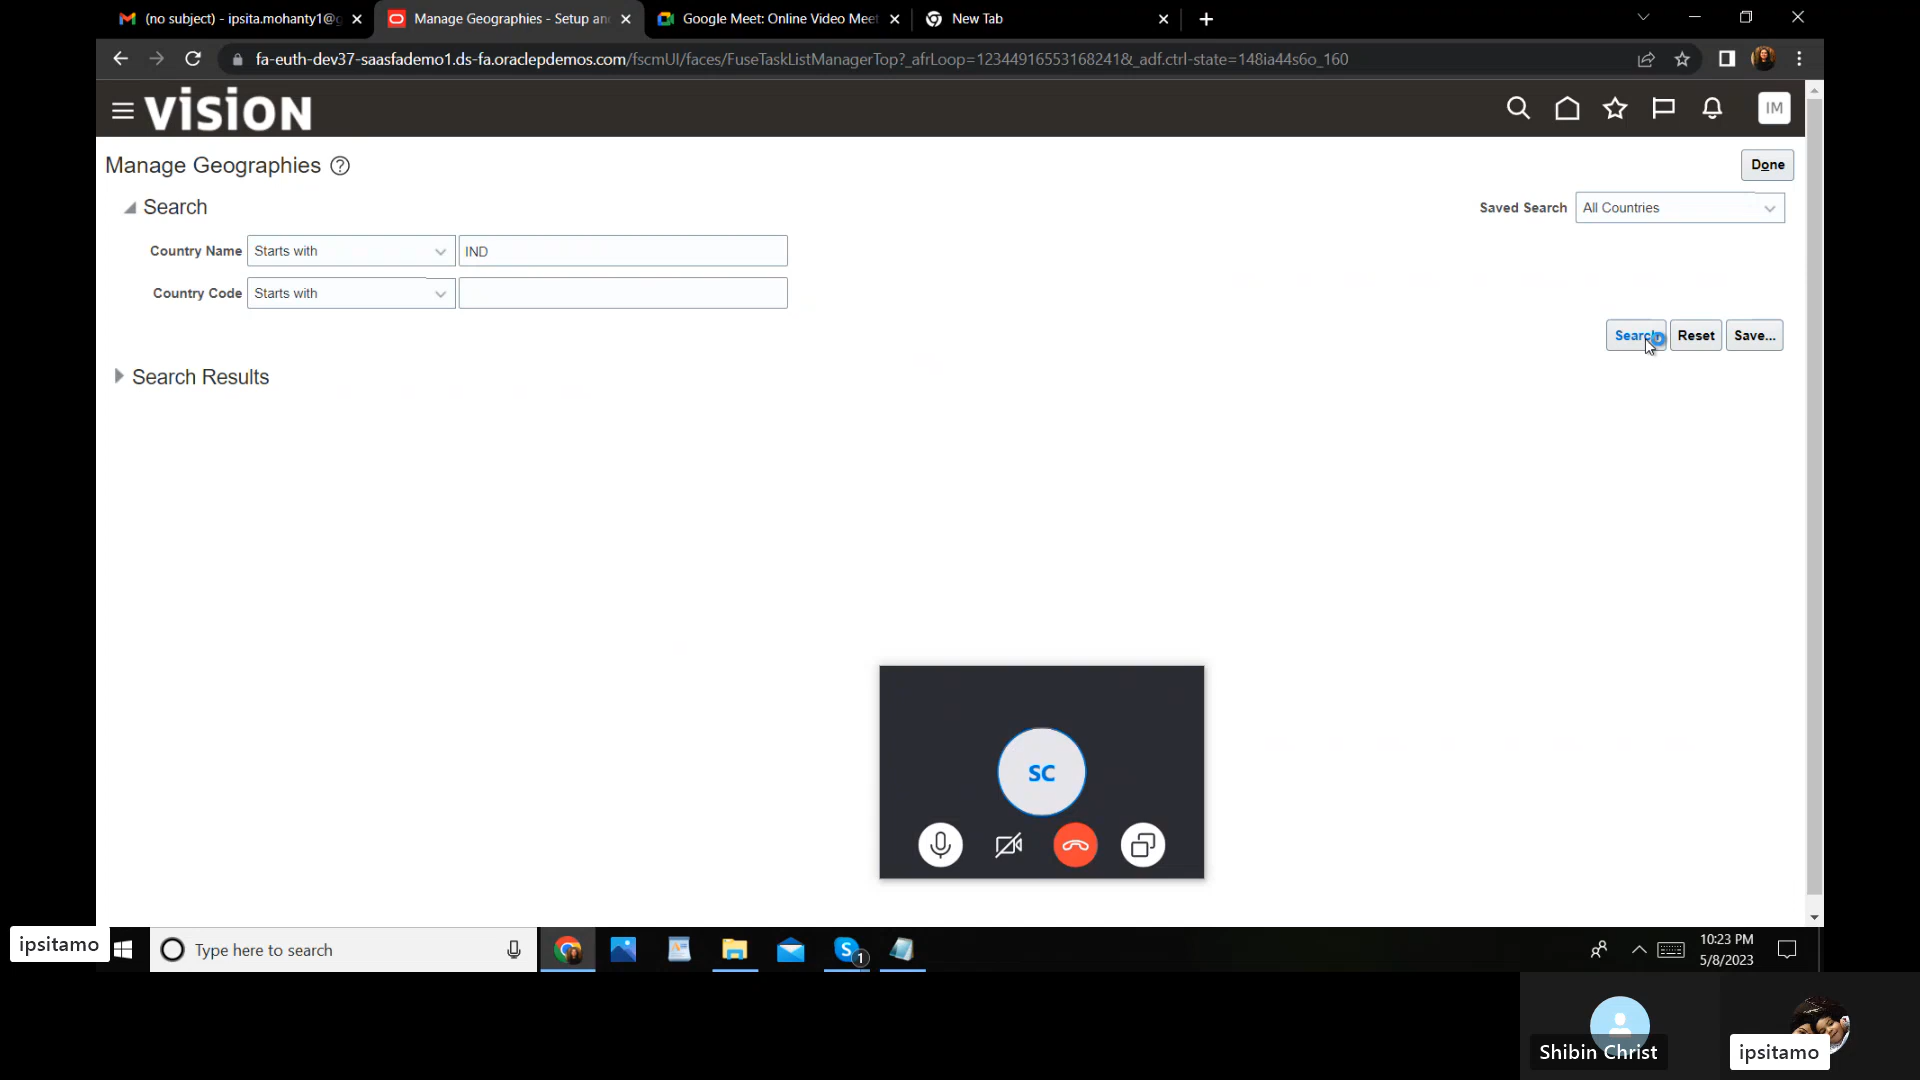 (no subject) - ipsita.mohanty1@g
Manage Geographies - Setup an
Google Meet: Online Video Meet
New Tab
fa-euth-dev37-saasfademo1.ds-fa.oraclepdemos.com/fscmUI/faces/FuseTaskListManagerTop?_afrLoop=12344916553168241&_adf.ctrl-state=148ia44s6o_160
VISION
IM
Manage Geographies ?
Done
Search
Saved Search All Countries
Country Name Starts with IND
Country Code Starts with
Search Reset Save...
Search Results
SC
ipsitamo
Type here to search
S 1
10:23 PM
5/8/2023
Shibin Christ
ipsitamo